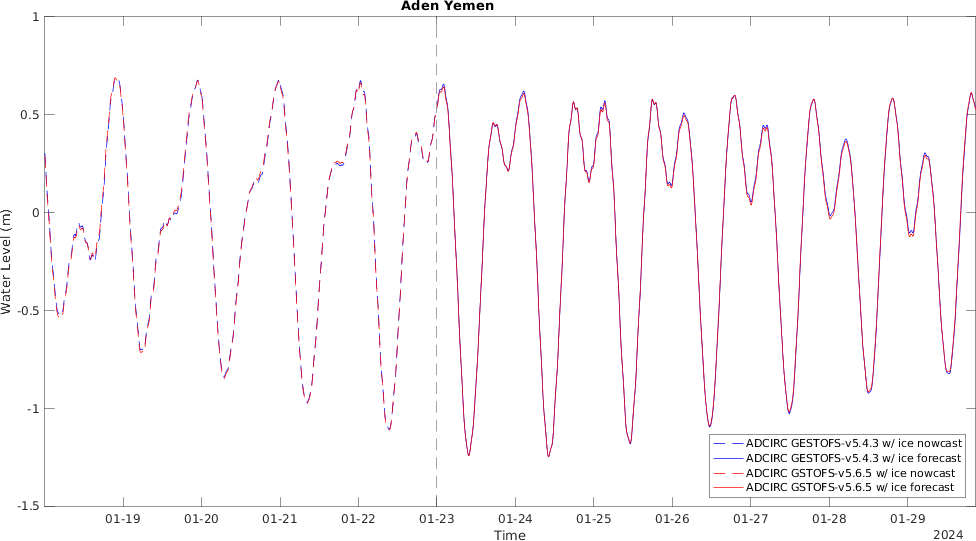 Aden Yemen
1
0.5
0
-0.5
-1
-1.5
Water Level (m)
01-19 01-20 01-21 01-22 01-23 01-24 01-25 01-26 01-27 01-28 01-29
Time
2024
ADCIRC GESTOFS-v5.4.3 w/ ice nowcast
ADCIRC GESTOFS-v5.4.3 w/ ice forecast
ADCIRC GSTOFS-v5.6.5 w/ ice nowcast
ADCIRC GSTOFS-v5.6.5 w/ ice forecast